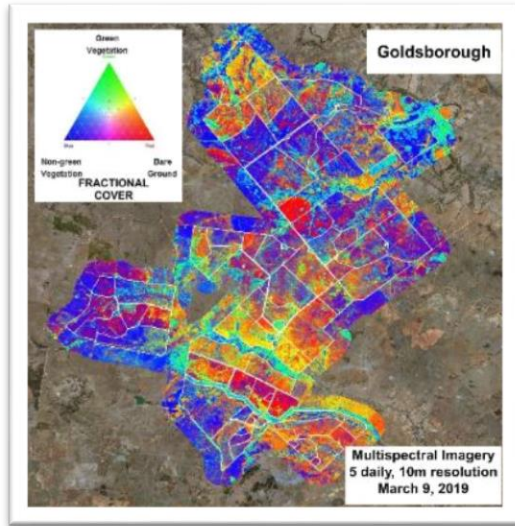 Green
Vegetation
Non-green
Vegetation
Bare
Ground
FRACTIONAL
COVER
Goldsborough
Multispectral Imagery
5 daily, 10m resolution
March 9, 2019